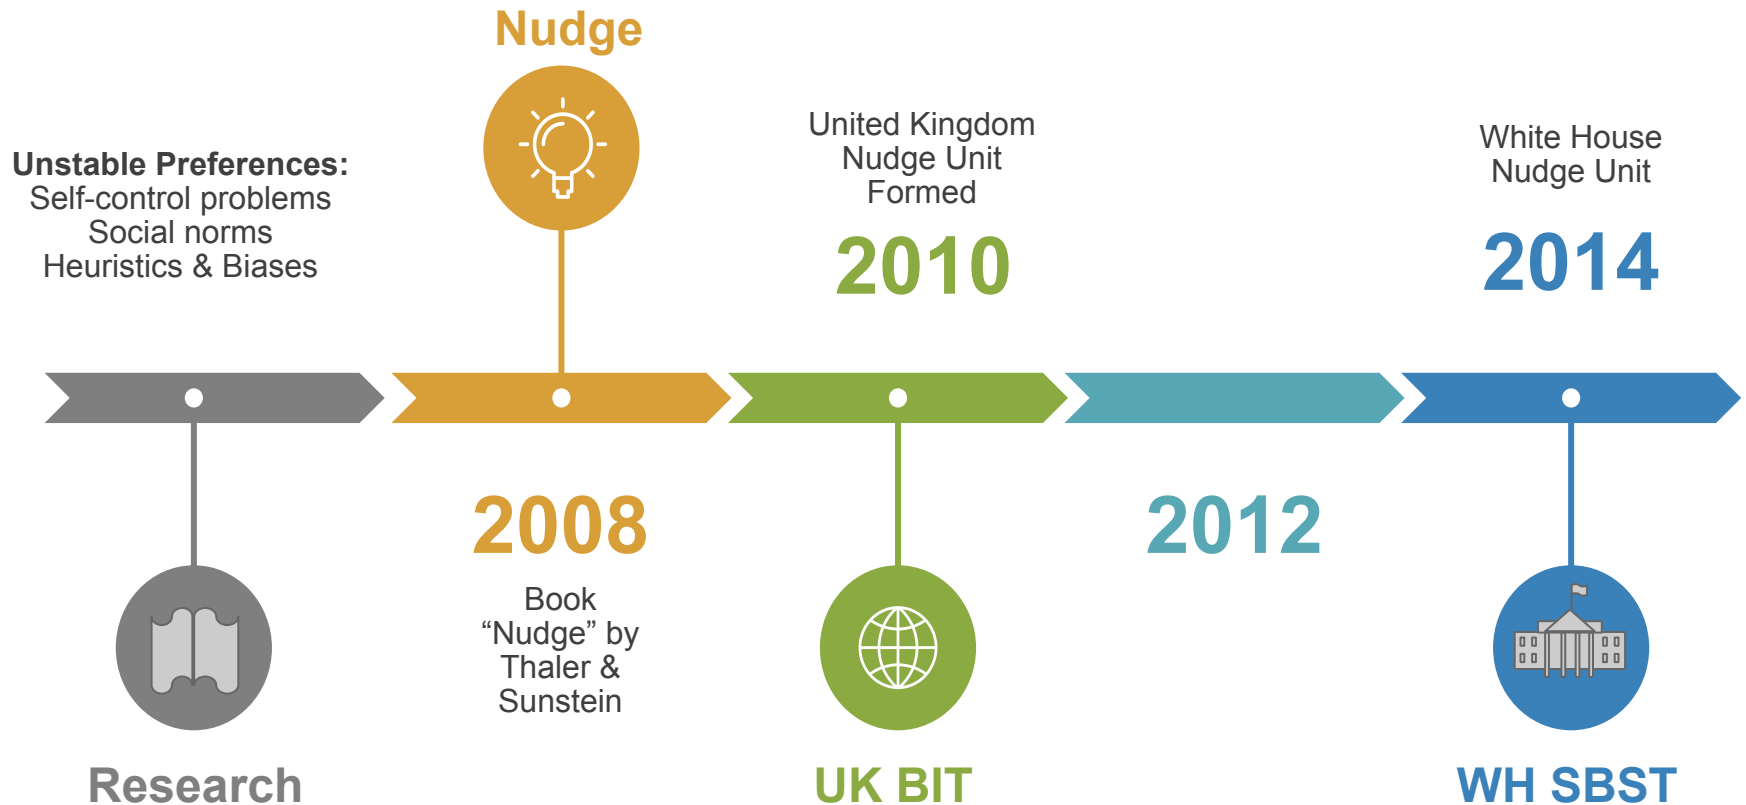 Unstable Preferences:
Self-control problems
Social norms
Heuristics & Biases
Research
Nudge
2008
Book
“Nudge” by
Thaler &
Sunstein
United Kingdom
Nudge Unit
Formed
2010
UK BIT
2012
White House
Nudge Unit
2014
WH SBST